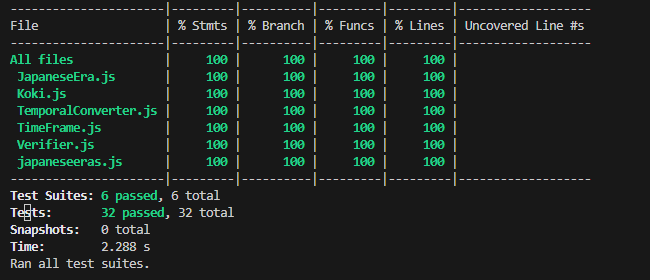 --------------------|---------|----------|---------|---------|-------------------
File                | % Stmts | % Branch | % Funcs | % Lines | Uncovered Line #s
--------------------|---------|----------|---------|---------|-------------------
All files           |     100 |      100 |     100 |     100 |
 JapaneseEra.js     |     100 |      100 |     100 |     100 |
 Koki.js            |     100 |      100 |     100 |     100 |
 TemporalConverter.js |     100 |      100 |     100 |     100 |
 TimeFrame.js       |     100 |      100 |     100 |     100 |
 Verifier.js        |     100 |      100 |     100 |     100 |
 japaneseeras.js    |     100 |      100 |     100 |     100 |
--------------------|---------|----------|---------|---------|-------------------
Test Suites: 6 passed, 6 total
Tests:       32 passed, 32 total
Snapshots:   0 total
Time:        2.288 s
Ran all test suites.